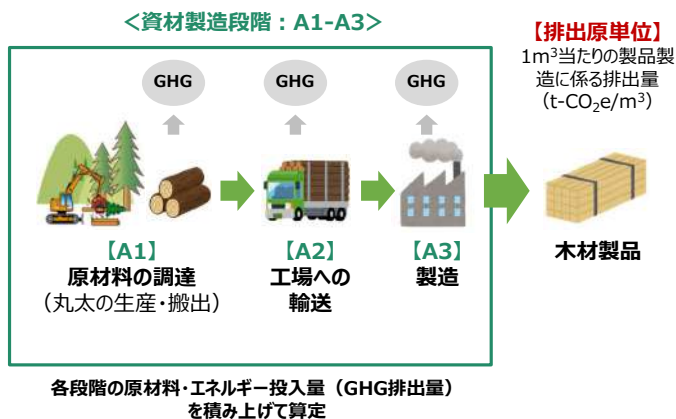 ＜資材製造段階：A1-A3＞
【排出原単位】
1m³当たりの製品製
造に係る排出量
（t-CO₂e/m³）
GHG
GHG
GHG
【A1】
原材料の調達
（丸太の生産・搬出）
【A2】
工場への
輸送
【A3】
製造
木材製品
各段階の原材料・エネルギー投入量（GHG排出量）
を積み上げて算定